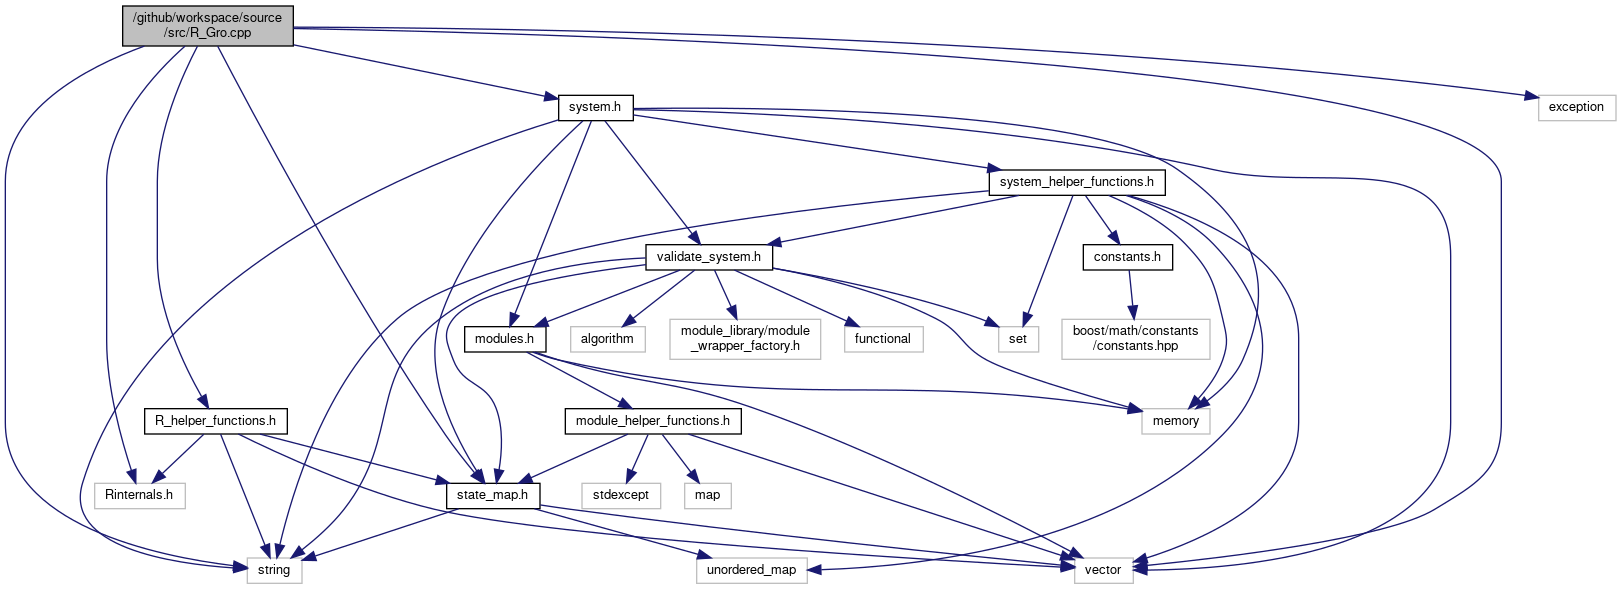 /github/workspace/source
/src/R_Gro.cpp
system.h
exception
system_helper_functions.h
validate_system.h
constants.h
modules.h
algorithm
module_library/module
_wrapper_factory.h
functional
set
boost/math/constants
/constants.hpp
R_helper_functions.h
module_helper_functions.h
memory
Rinternals.h
state_map.h
stdexcept
map
string
unordered_map
vector